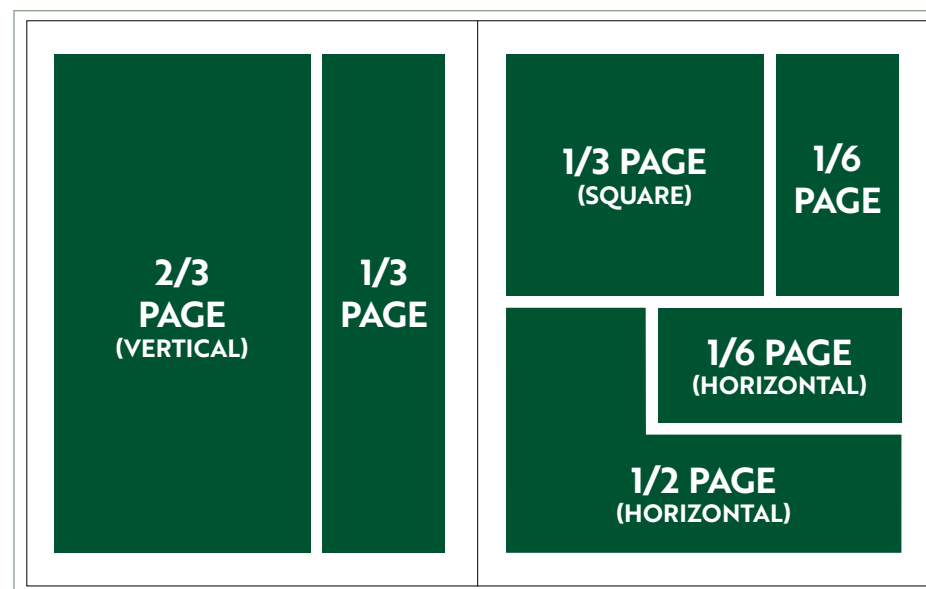 2/3
PAGE
(VERTICAL)
1/3
PAGE
1/3 PAGE
(SQUARE)
1/6
PAGE
1/6 PAGE
(HORIZONTAL)
1/2 PAGE
(HORIZONTAL)